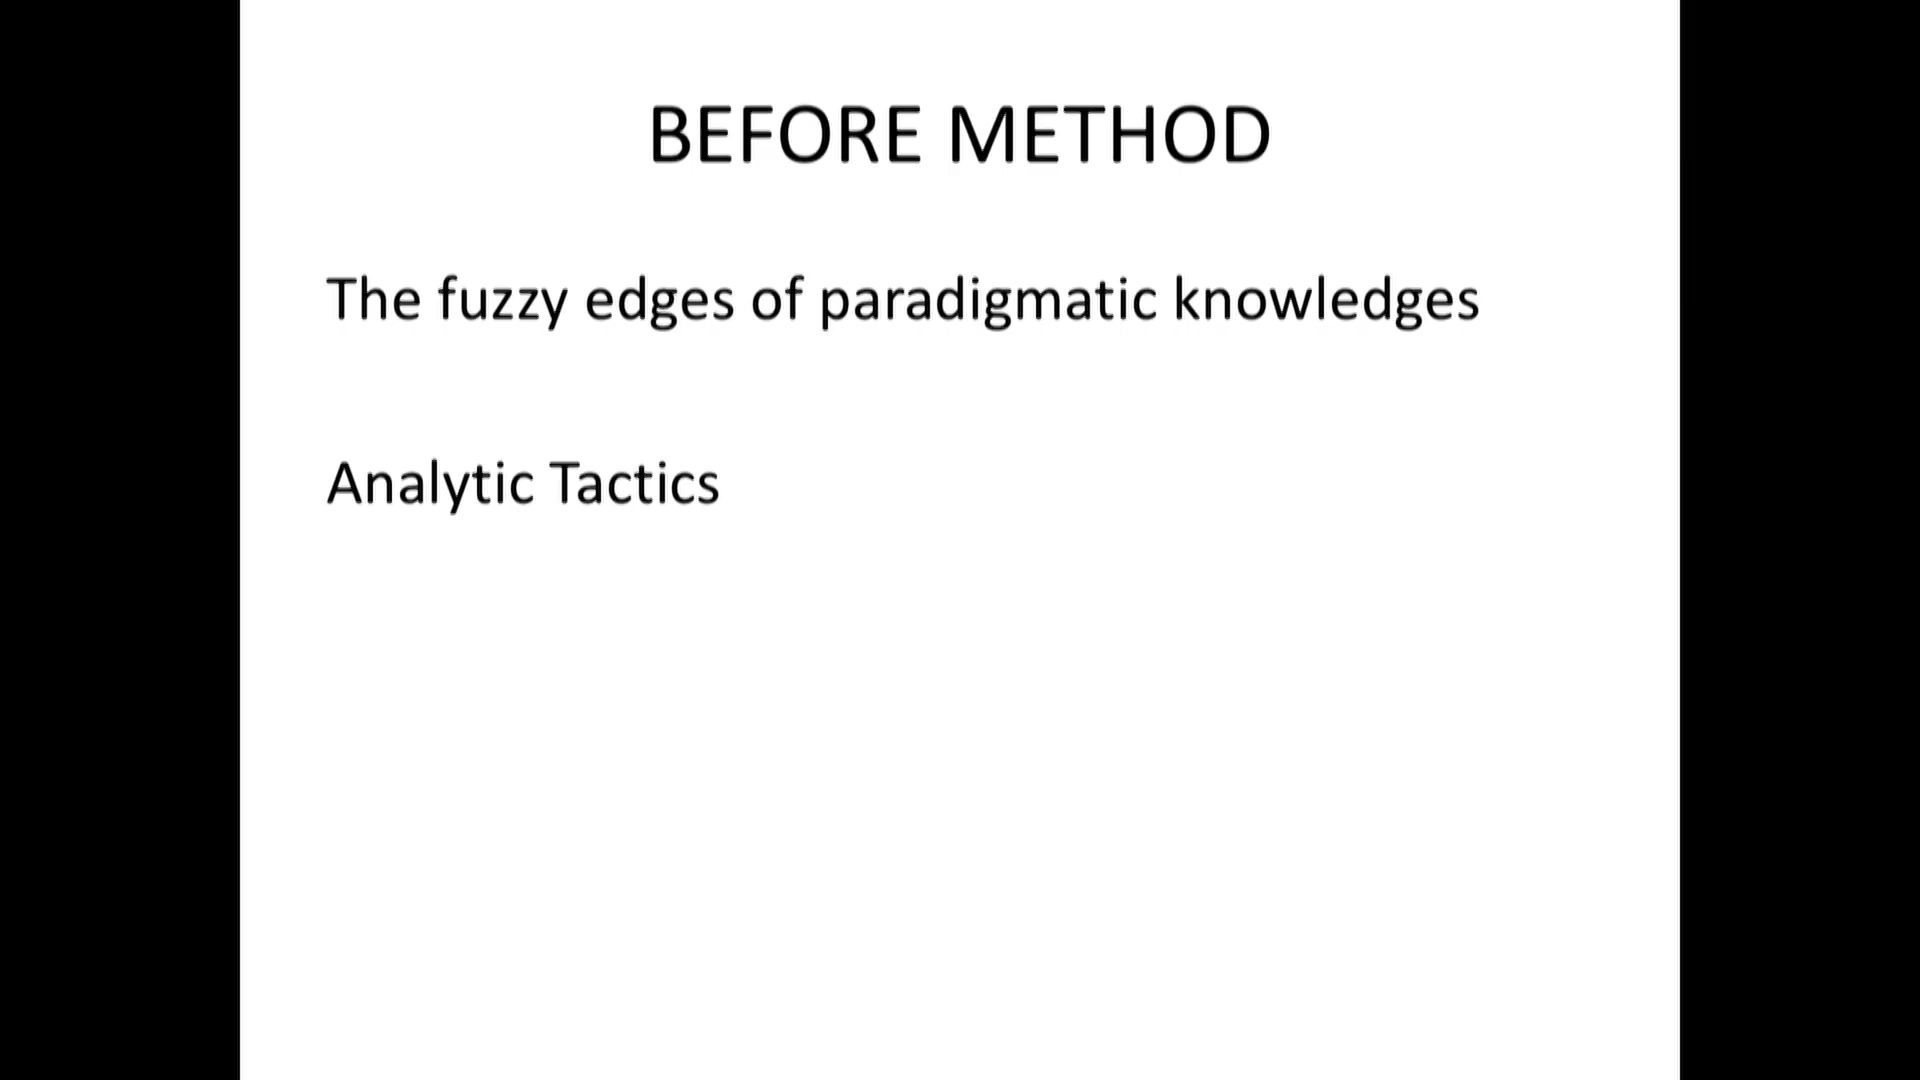 BEFORE METHOD
The fuzzy edges of paradigmatic knowledges
Analytic Tactics